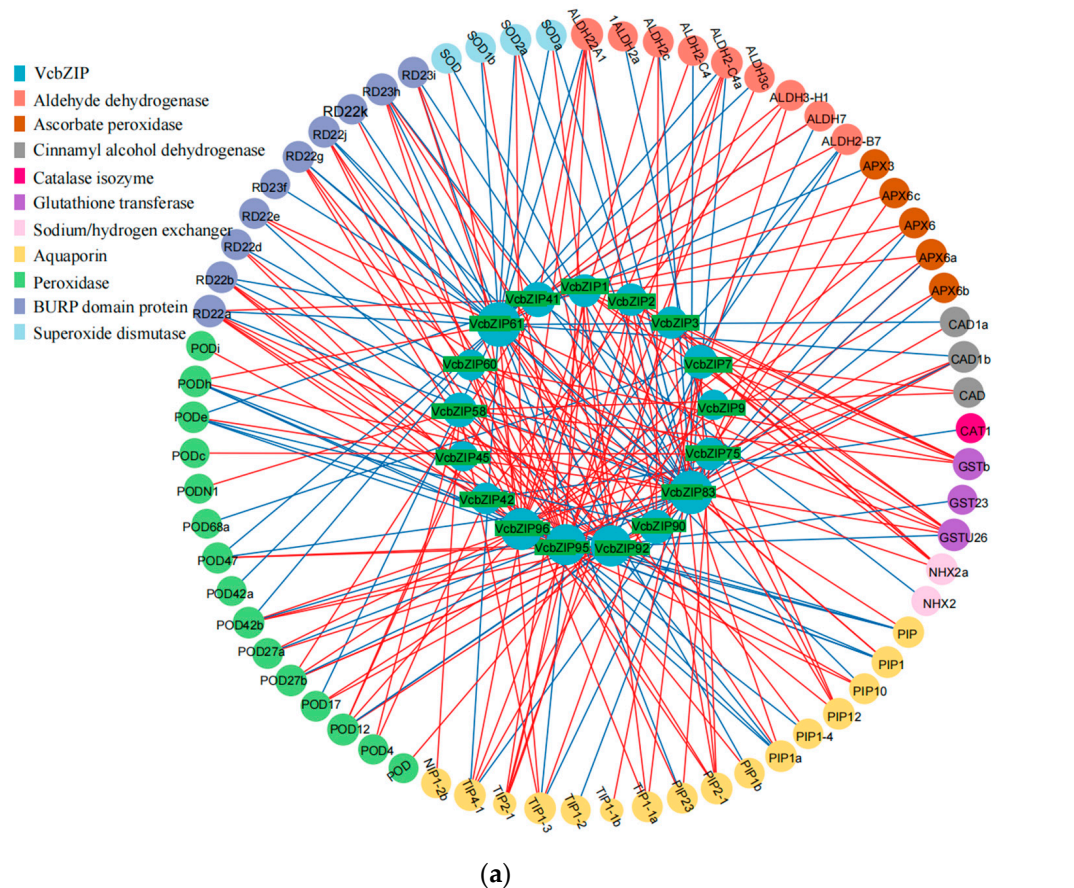 VcbZIP
Aldehyde dehydrogenase
Ascorbate peroxidase
Cinnamyl alcohol dehydrogenase
Catalase isozyme
Glutathione transferase
Sodium/hydrogen exchanger
Aquaporin
Peroxidase
BURP domain protein
Superoxide dismutase
SOD
SOD1b
SOD2a
SODa
ALDH22A1
1ALDH2a
ALDH2c
ALDH2-C4
ALDH2-C4a
ALDH3c
ALDH3-H1
ALDH7
ALDH2-B7
APX3
APX6c
APX6
APX6a
APX6b
CAD1a
CAD1b
CAD
CAT1
GSTb
GST23
GSTU26
NHX2a
NHX2
PIP
PIP1
PIP10
PIP12
PIP1-4
PIP1a
PIP1b
PIP2-1
PIP23
TIP1-1a
TIP1-1b
TIP1-2
TIP1-3
TIP2-1
TIP4-1
NIP1-2b
POD
POD4
POD12
POD17
POD27b
POD27a
POD42b
POD42a
POD47
POD68a
PODN1
PODc
PODe
PODh
PODi
RD22a
RD22b
RD22d
RD22e
RD23f
RD22g
RD22j
RD22k
RD23h
RD23i
VcbZIP41
VcbZIP1
VcbZIP2
VcbZIP3
VcbZIP7
VcbZIP9
VcbZIP75
VcbZIP83
VcbZIP90
VcbZIP92
VcbZIP95
VcbZIP96
VcbZIP42
VcbZIP45
VcbZIP58
VcbZIP60
VcbZIP61
(a)